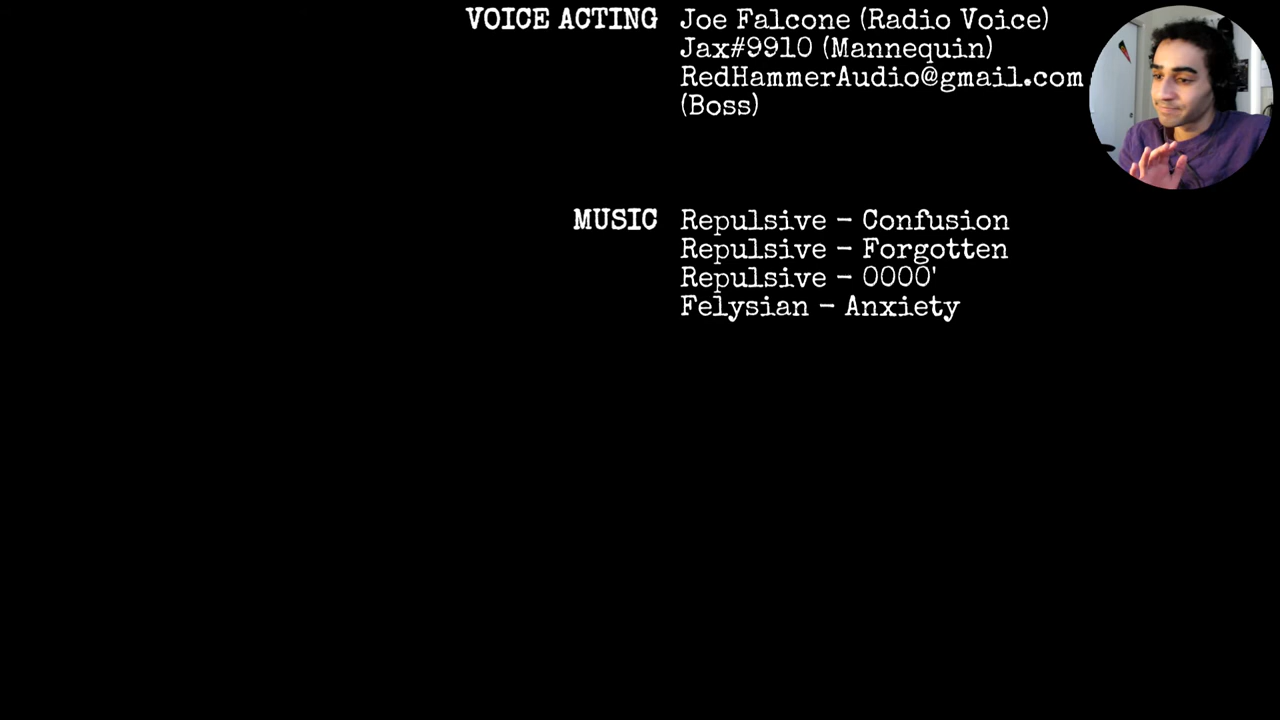 VOICE ACTING Joe Falcone (Radio Voice)
Jax#9910 (Mannequin)
RedHammerAudio@gmail.com
(Boss)
MUSIC Repulsive - Confusion
Repulsive - Forgotten
Repulsive - 0000'
Felysian - Anxiety